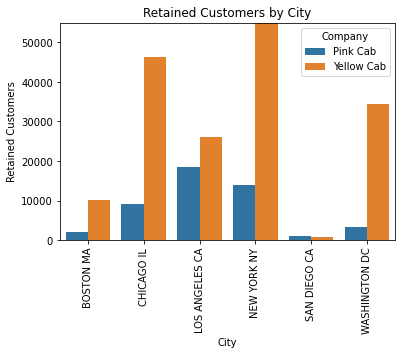 Retained Customers by City
Company
Pink Cab
Yellow Cab
Retained Customers
50000
40000
30000
20000
10000
0
BOSTON MA
CHICAGO IL
LOS ANGELES CA
NEW YORK NY
SAN DIEGO CA
WASHINGTON DC
City